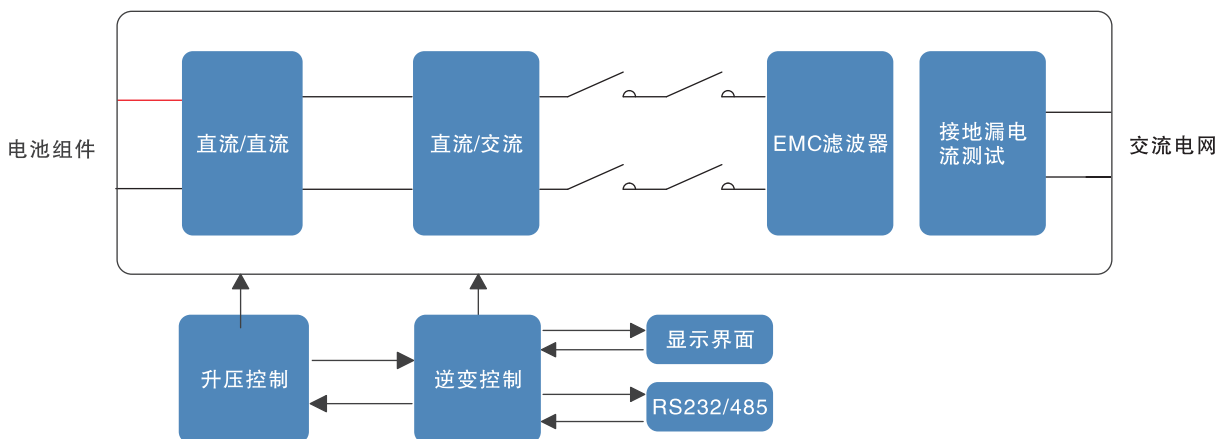 电池组件
直流/直流
直流/交流
EMC滤波器
接地漏电
流测试
交流电网
升压控制
逆变控制
显示界面
RS232/485